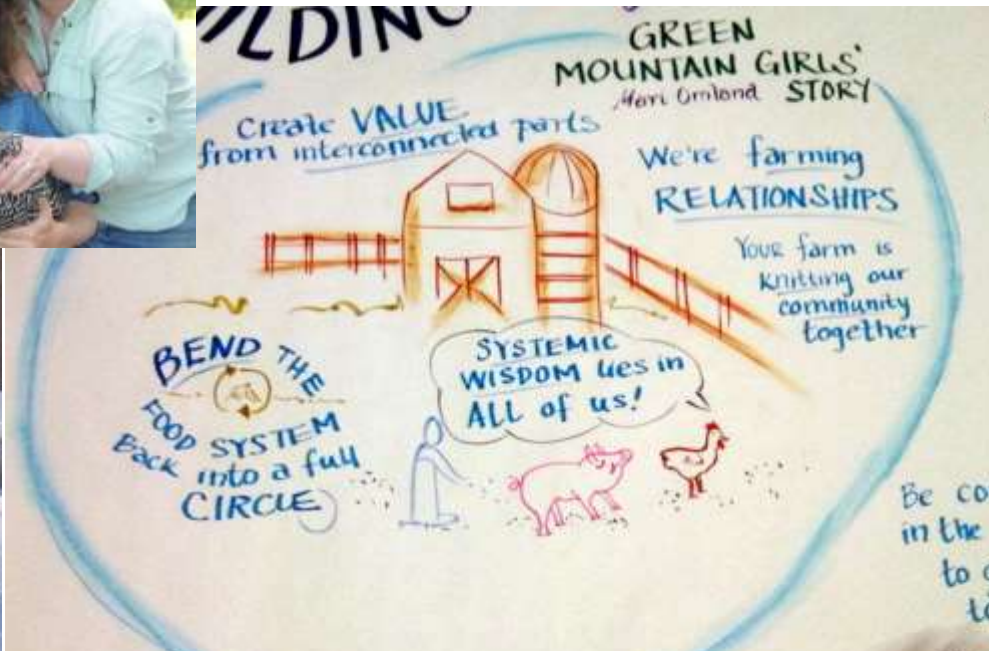 ILDING
GREEN
MOUNTAIN GIRLS'
STORY
Create VALUE
from interconnected parts
We're farming
RELATIONSHIPS
Your farm is
knitting our
community
together
BEND THE
FOOD SYSTEM
Back into a full
CIRCLE
SYSTEMIC
WISDOM lies in
ALL of us!
Be co
in the
to
to